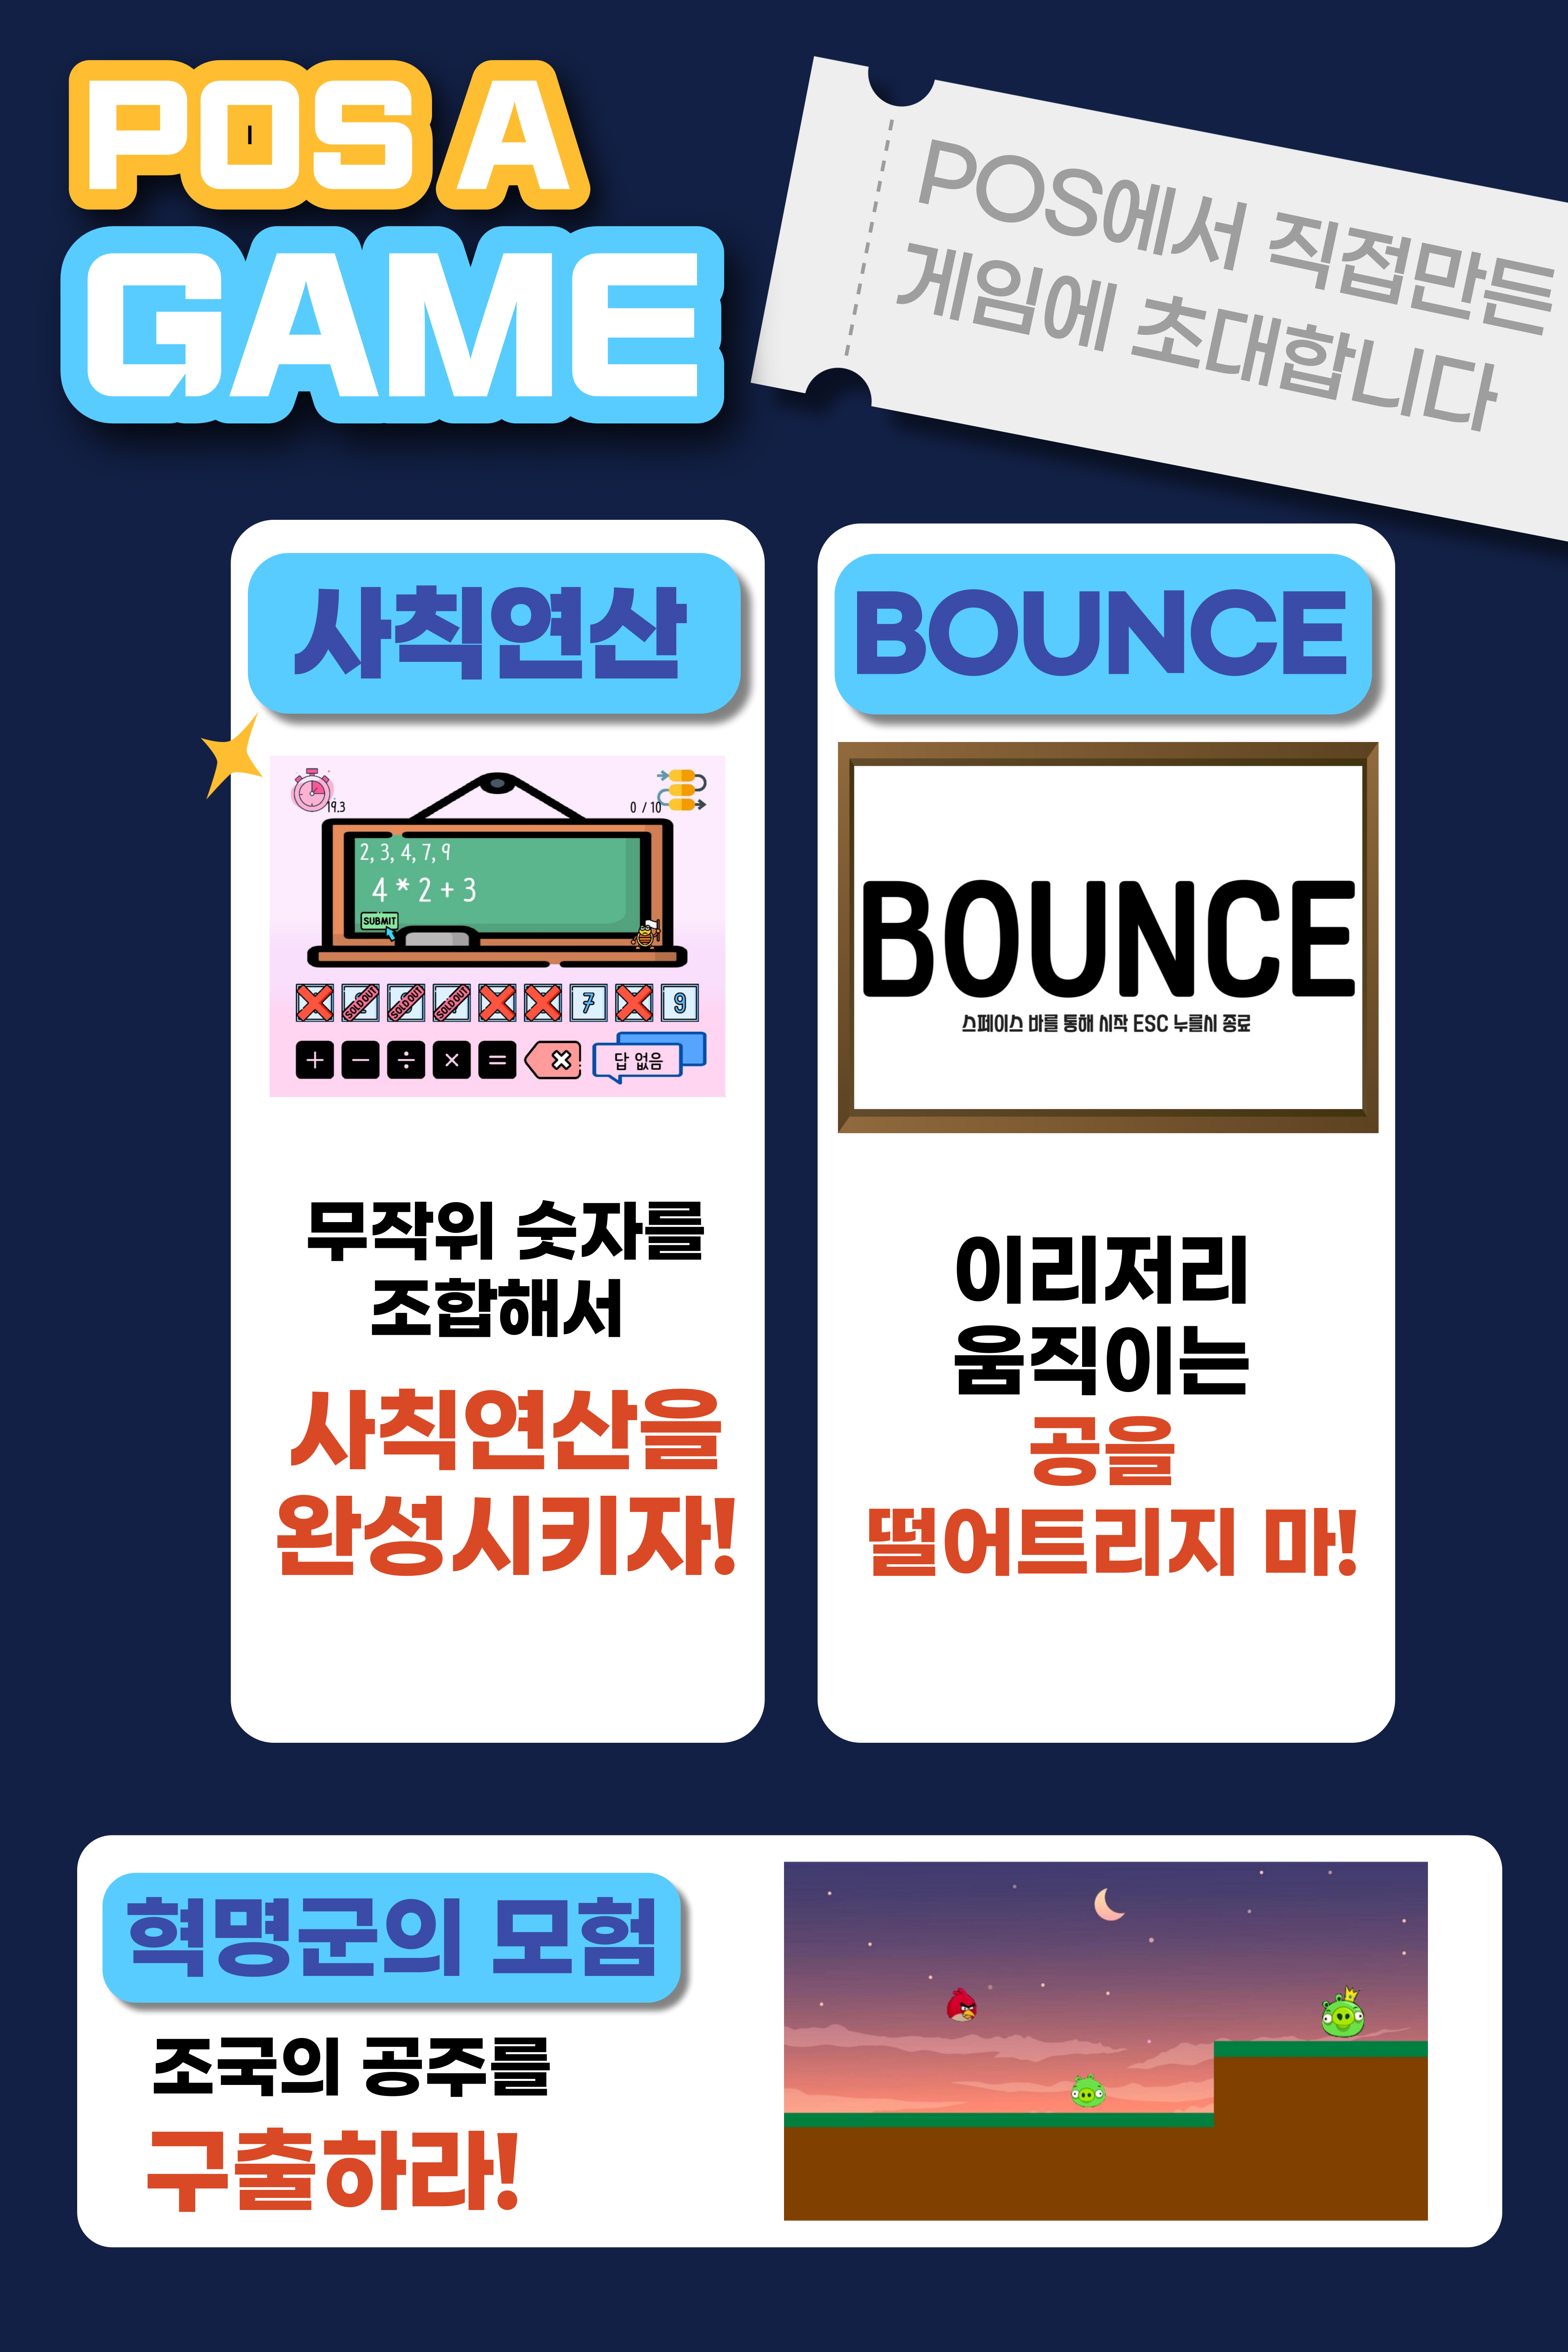 POS A
GAME
POS에서 직접만든
게임에 초대합니다
사칙연산
19.3
0 / 10
2, 3, 4, 7, 9
4 * 2 + 3
SUBMIT
SOLD OUT SOLD OUT SOLD OUT 7 9
+ − ÷ × = × 답 없음
무작위 숫자를
조합해서
사칙연산을
완성시키자!
BOUNCE
BOUNCE
스페이스 바를 통해 시작 ESC 누를시 종료
이리저리
움직이는
공을
떨어트리지 마!
혁명군의 모험
조국의 공주를
구출하라!